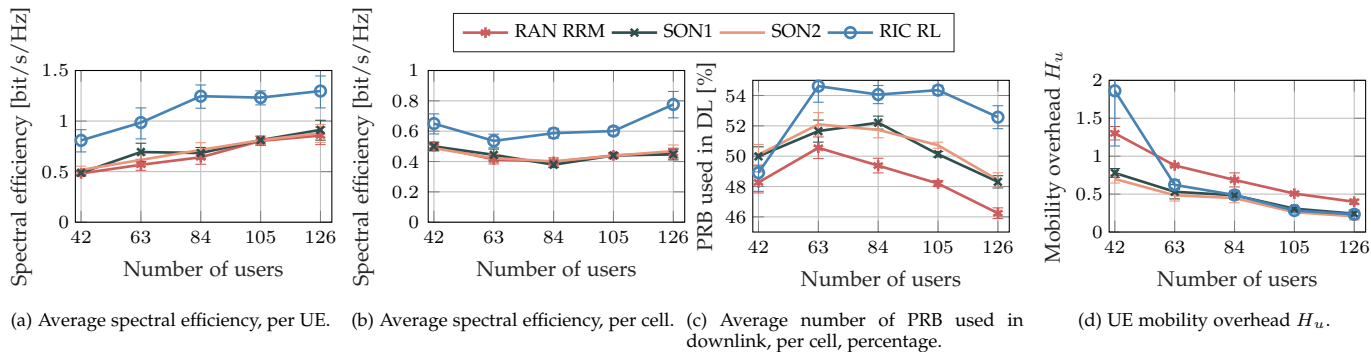 RAN RRM SON1 SON2 RIC RL
Spectral efficiency [bit/s/Hz]
1.5
1
0.5
0
42 63 84 105 126
Number of users
(a) Average spectral efficiency, per UE.
Spectral efficiency [bit/s/Hz]
1
0.8
0.6
0.4
0.2
0
42 63 84 105 126
Number of users
(b) Average spectral efficiency, per cell.
PRB used in DL [%]
54
52
50
48
46
42 63 84 105 126
Number of users
(c) Average number of PRB used in
downlink, per cell, percentage.
Mobility overhead Hᵤ
2
1.5
1
0.5
0
42 63 84 105 126
Number of users
(d) UE mobility overhead Hᵤ.